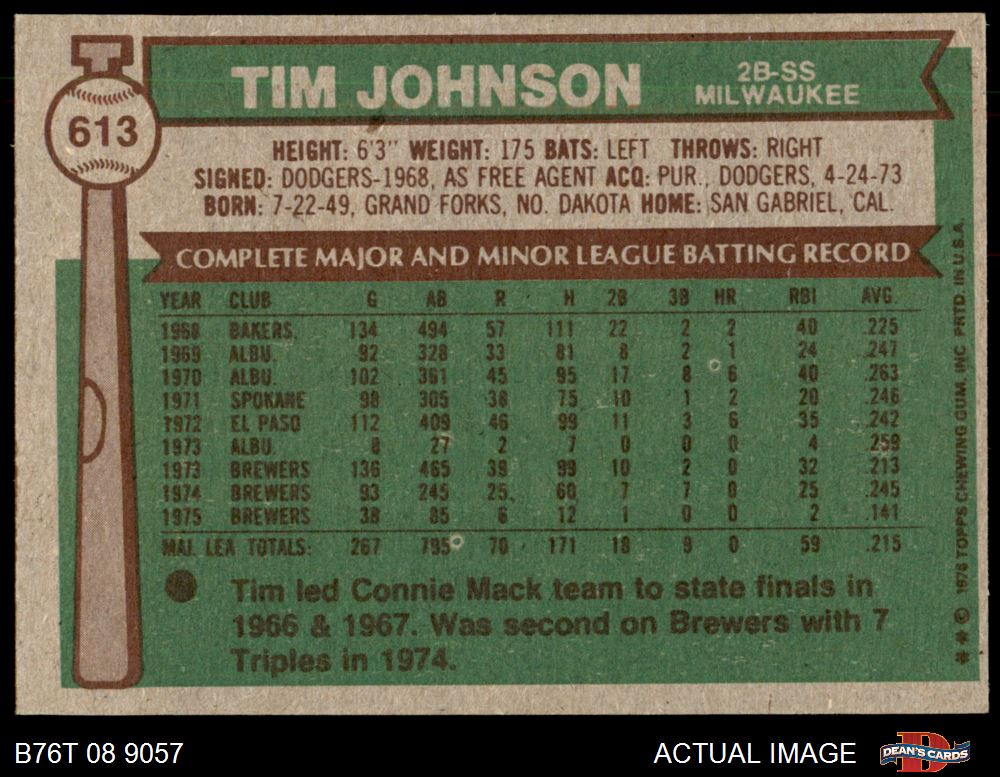 613
TIM JOHNSON
2B-SS
MILWAUKEE
HEIGHT: 6'3" WEIGHT: 175 BATS: LEFT THROWS: RIGHT
SIGNED: DODGERS-1968, AS FREE AGENT ACQ: PUR., DODGERS, 4-24-73
BORN: 7-22-49, GRAND FORKS, NO. DAKOTA HOME: SAN GABRIEL, CAL.
COMPLETE MAJOR AND MINOR LEAGUE BATTING RECORD
YEAR CLUB G AB R H 2B 3B HR RBI AVG.
1968 BAKERS. 134 494 57 111 22 2 2 40 .225
1969 ALBU. 92 328 33 81 8 2 1 24 .247
1970 ALBU. 102 361 45 95 17 8 6 40 .263
1971 SPOKANE 98 305 38 75 10 1 2 20 .246
1972 EL PASO 112 409 46 99 11 3 6 35 .242
1973 ALBU. 8 27 2 7 0 0 0 4 .259
1973 BREWERS 136 465 39 99 10 2 0 32 .213
1974 BREWERS 93 245 25 60 7 7 0 25 .245
1975 BREWERS 38 85 6 12 1 0 0 2 .141
MAJ. LEA TOTALS: 267 795 70 171 18 9 0 59 .215
Tim led Connie Mack team to state finals in
1966 & 1967. Was second on Brewers with 7
Triples in 1974.
** © 1976 TOPPS CHEWING GUM, INC PRTD. IN U.S.A.
B76T 08 9057
ACTUAL IMAGE
DEAN'S CARDS